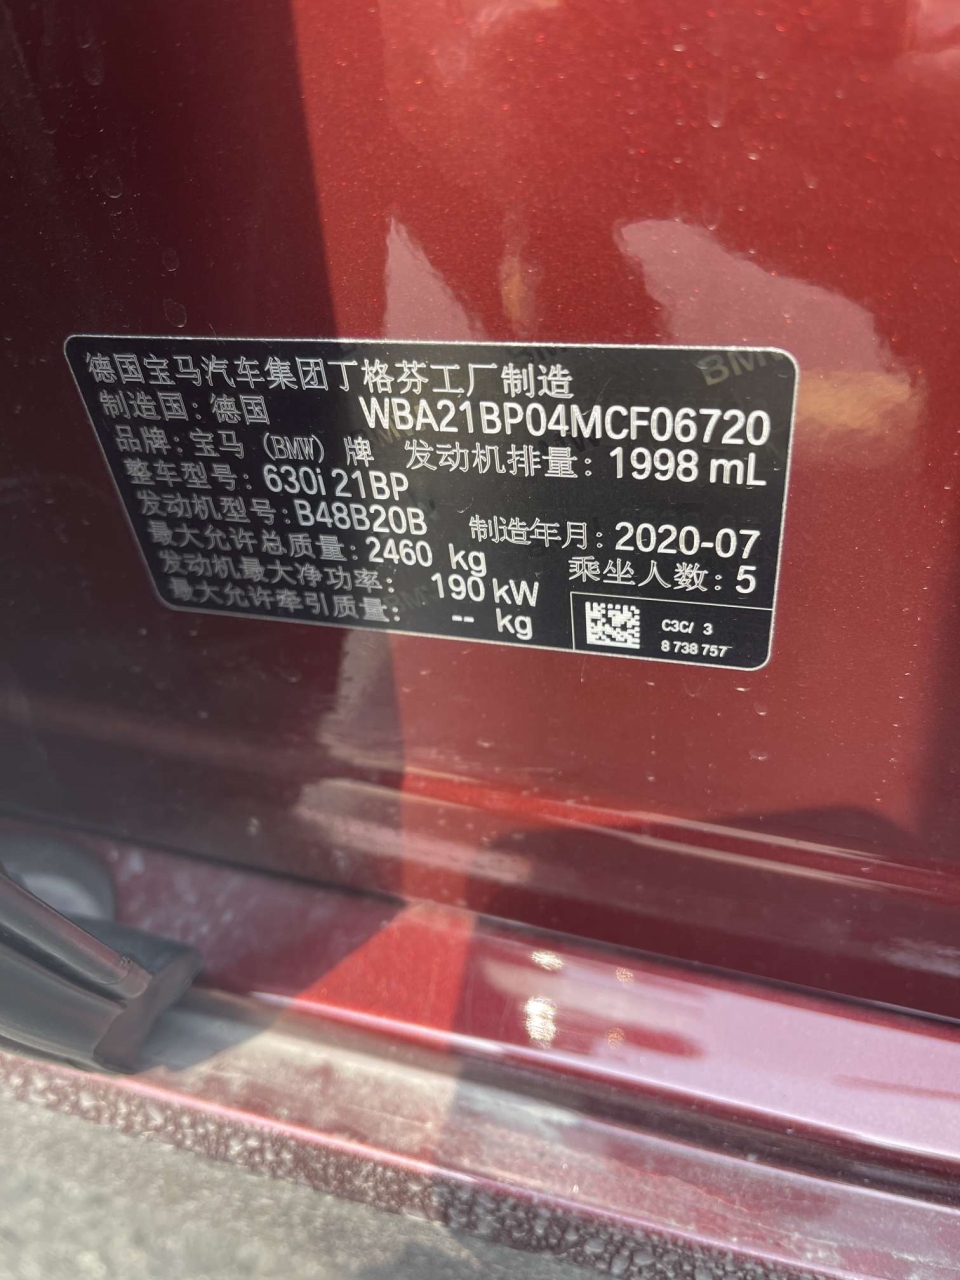 德国宝马汽车集团丁格芬工厂制造
制造国：德国 WBA21BP04MCF06720
品牌：宝马（BMW）牌 发动机排量：1998 mL
整车型号：630i 21BP
发动机型号：B48B20B 制造年月：2020-07
最大允许总质量：2460 kg 乘坐人数：5
发动机最大净功率：190 kW
最大允许牵引质量：-- kg
C3C/ 3
8 738 757